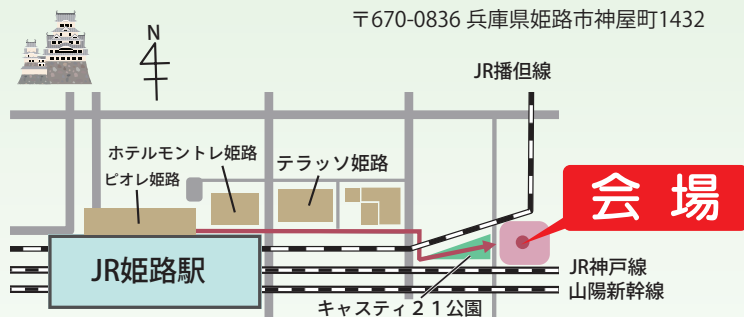 〒670-0836 兵庫県姫路市神屋町1432
N
JR播但線
ホテルモントレ姫路
テラッソ姫路
ピオレ姫路
会場
JR姫路駅
JR神戸線
山陽新幹線
キャスティ21公園